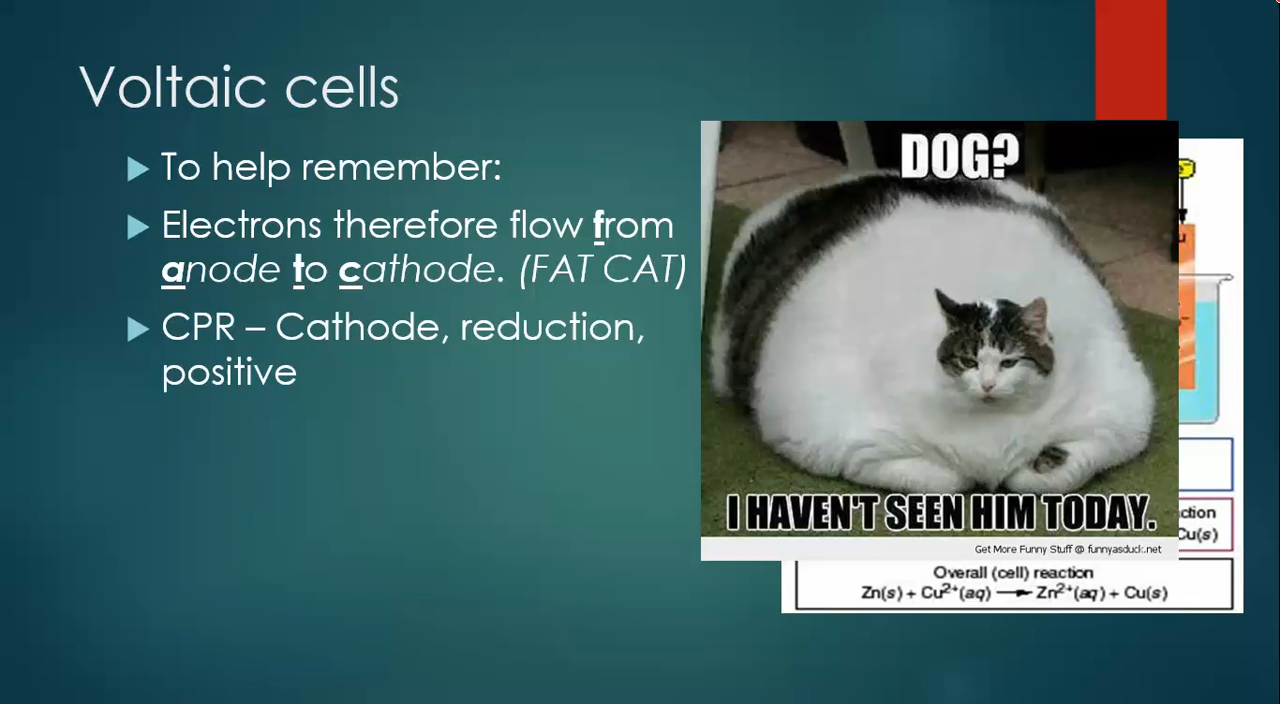 Voltaic cells
To help remember:
Electrons therefore flow from
anode to cathode. (FAT CAT)
CPR – Cathode, reduction,
positive
DOG?
I HAVEN'T SEEN HIM TODAY.
Get More Funny Stuff @ funnyasduck.net
Cu(s)
Overall (cell) reaction
Zn(s) + Cu²⁺(aq) → Zn²⁺(aq) + Cu(s)